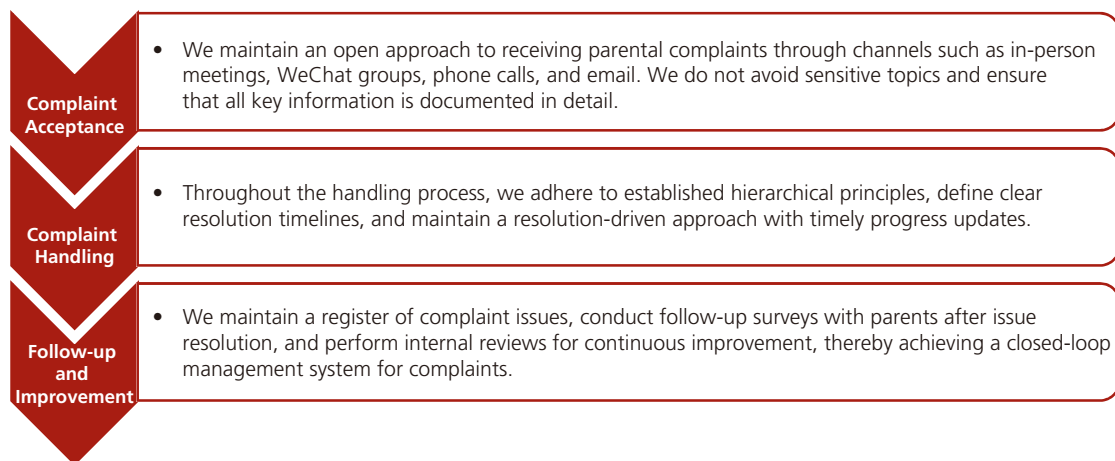 Complaint
Acceptance
• We maintain an open approach to receiving parental complaints through channels such as in-person
meetings, WeChat groups, phone calls, and email. We do not avoid sensitive topics and ensure
that all key information is documented in detail.
Complaint
Handling
• Throughout the handling process, we adhere to established hierarchical principles, define clear
resolution timelines, and maintain a resolution-driven approach with timely progress updates.
Follow-up
and
Improvement
• We maintain a register of complaint issues, conduct follow-up surveys with parents after issue
resolution, and perform internal reviews for continuous improvement, thereby achieving a closed-loop
management system for complaints.